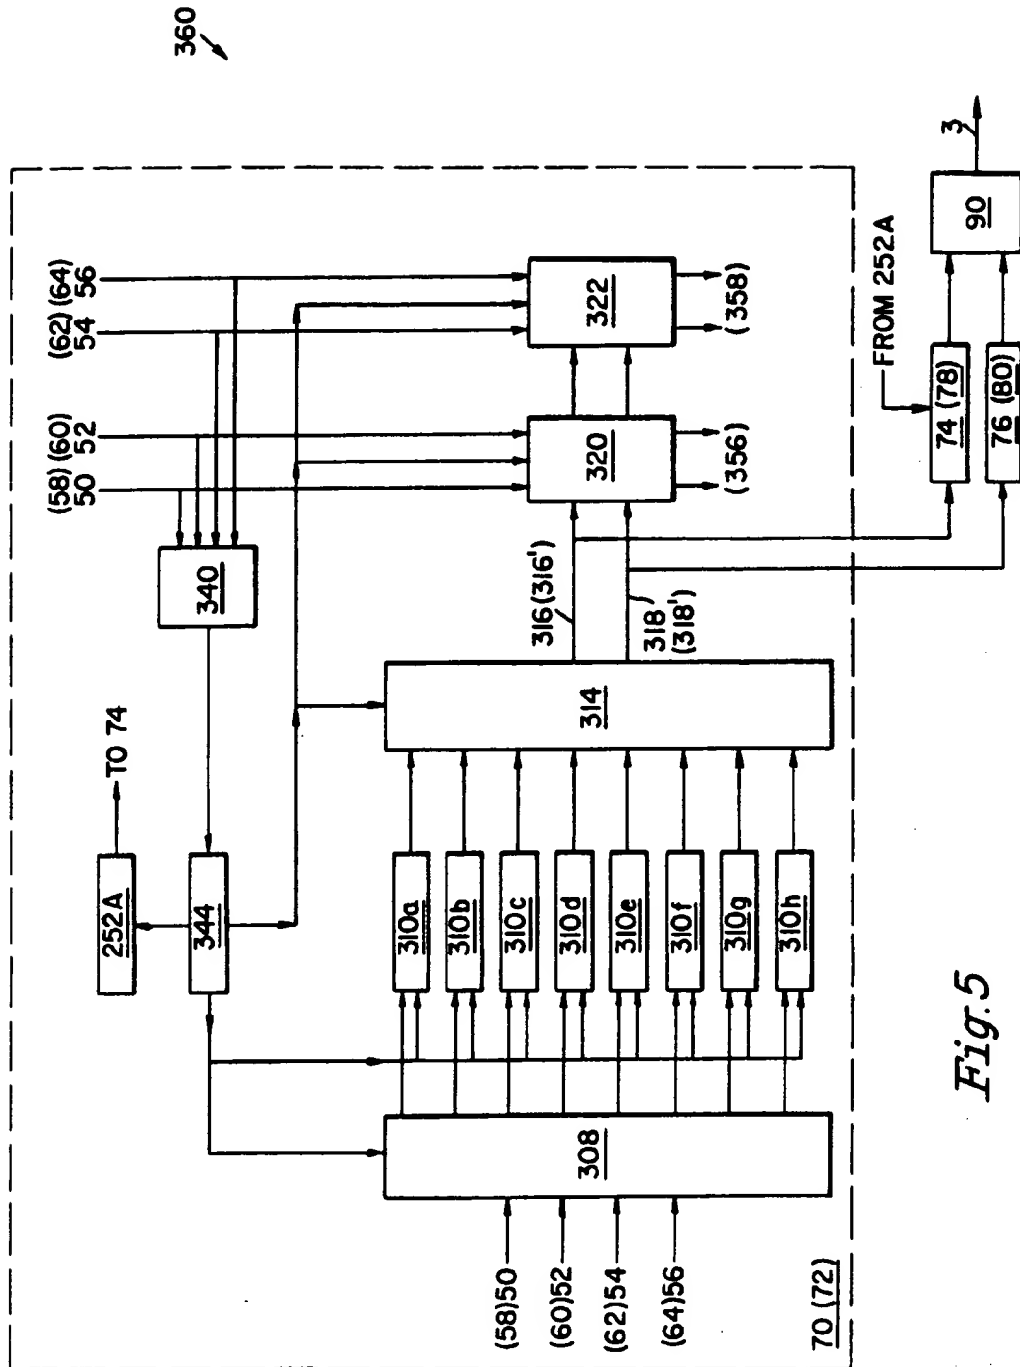 360
(58) (60)
50 52
(62) (64)
54 56
340
TO 74
252A
344
320
322
(356)
(358)
316 (316')
318
(318')
314
310a
310b
310c
310d
310e
310f
310g
310h
308
(58)50
(60)52
(62)54
(64)56
70 (72)
FROM 252A
74 (78)
76 (80)
90
3
Fig. 5